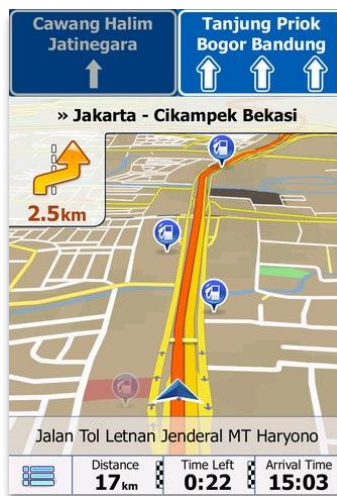 Cawang Halim
Jatinegara
Tanjung Priok
Bogor Bandung
» Jakarta - Cikampek Bekasi
2.5km
Jalan Tol Letnan Jenderal MT Haryono
Distance
17km
Time Left
0:22
Arrival Time
15:03